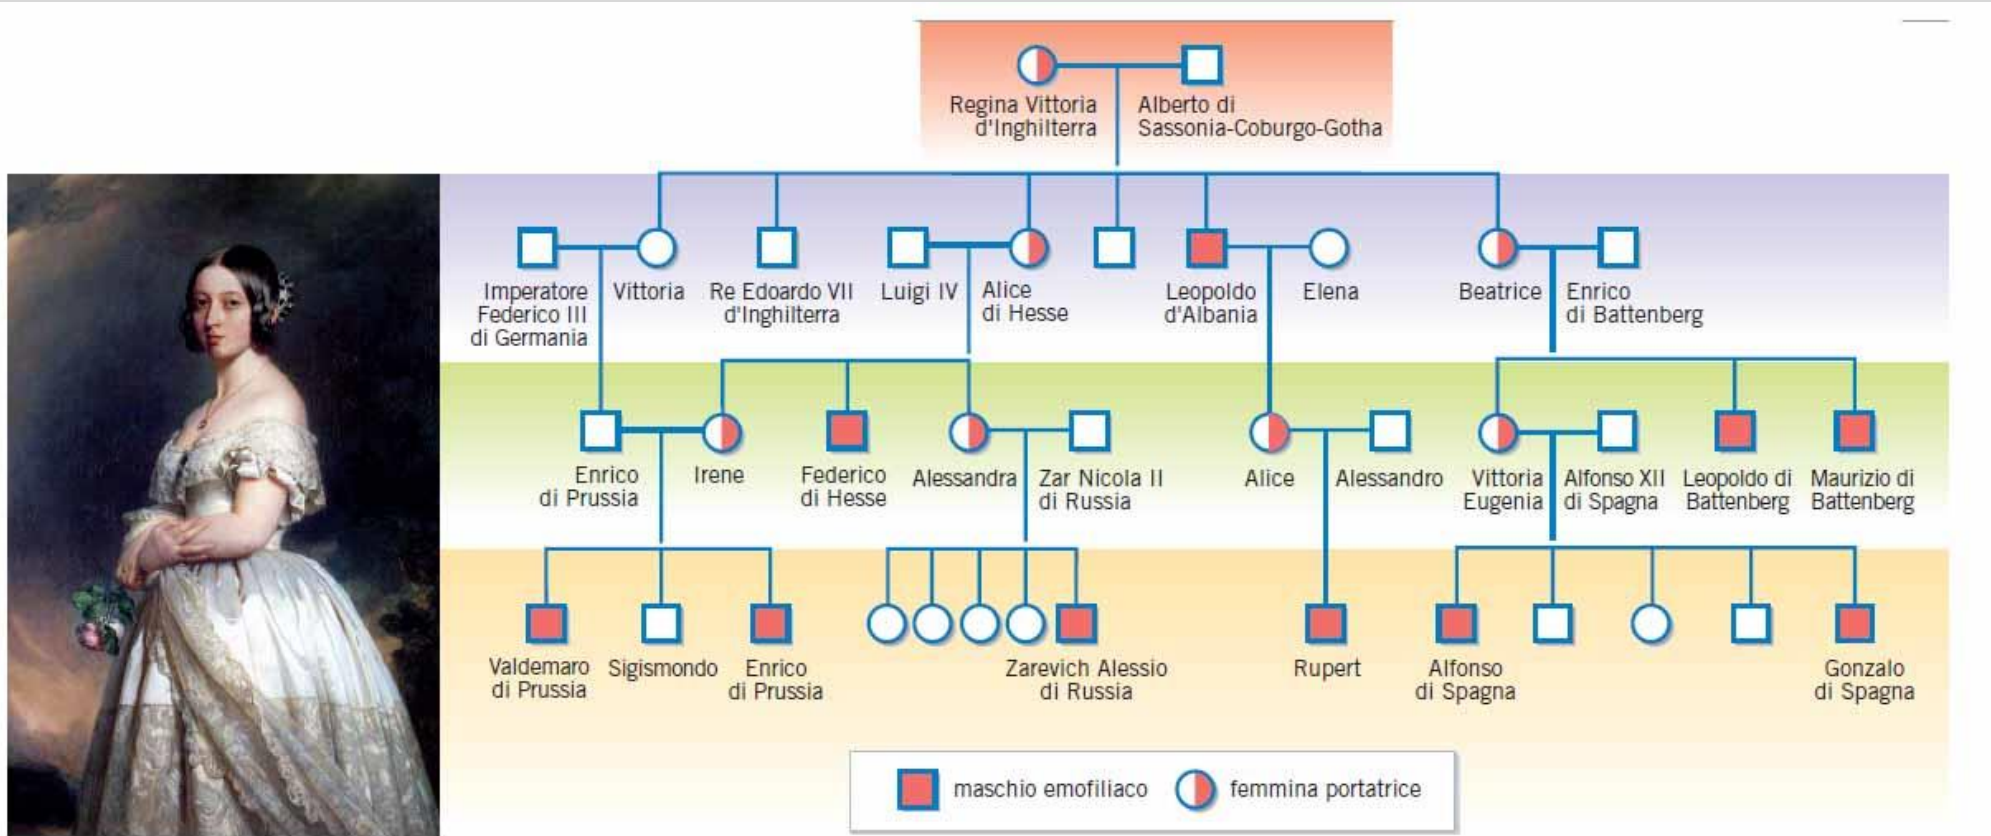 Regina Vittoria
d'Inghilterra
Alberto di
Sassonia-Coburgo-Gotha
Imperatore
Federico III
di Germania
Vittoria
Re Edoardo VII
d'Inghilterra
Luigi IV
Alice
di Hesse
Leopoldo
d'Albania
Elena
Beatrice
Enrico
di Battenberg
Enrico
di Prussia
Irene
Federico
di Hesse
Alessandra
Zar Nicola II
di Russia
Alice
Alessandro
Vittoria
Eugenia
Alfonso XII
di Spagna
Leopoldo di
Battenberg
Maurizio di
Battenberg
Valdemaro
di Prussia
Sigismondo
Enrico
di Prussia
Zarevich Alessio
di Russia
Rupert
Alfonso
di Spagna
Gonzalo
di Spagna
maschio emofiliaco
femmina portatrice